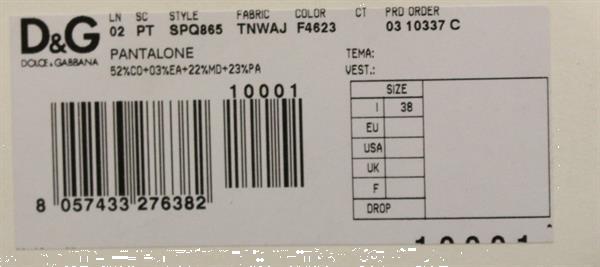 D&G
DOLCE & GABBANA
LN SC STYLE FABRIC COLOR CT PRD ORDER
02 PT SPQ865 TNWAJ F4623 03 10337 C
PANTALONE
52%CO+03%EA+22%MD+23%PA
TEMA:
VEST.:
10001
8 057433 276382
SIZE
I 38
EU
USA
UK
F
DROP
10001